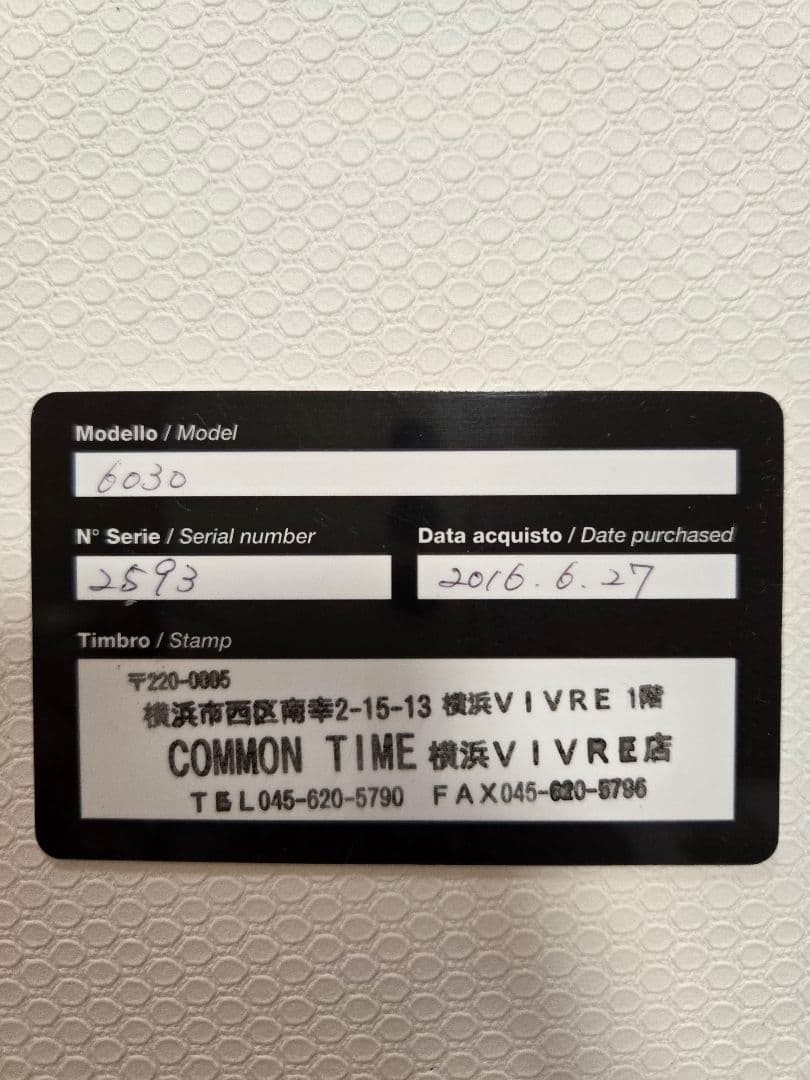 Modello / Model
6030
N° Serie / Serial number
2593
Data acquisto / Date purchased
2016.6.27
Timbro / Stamp
〒220-0005
横浜市西区南幸2-15-13 横浜VIVRE 1階
COMMON TIME 横浜VIVRE店
TEL045-620-5790 FAX045-620-5796